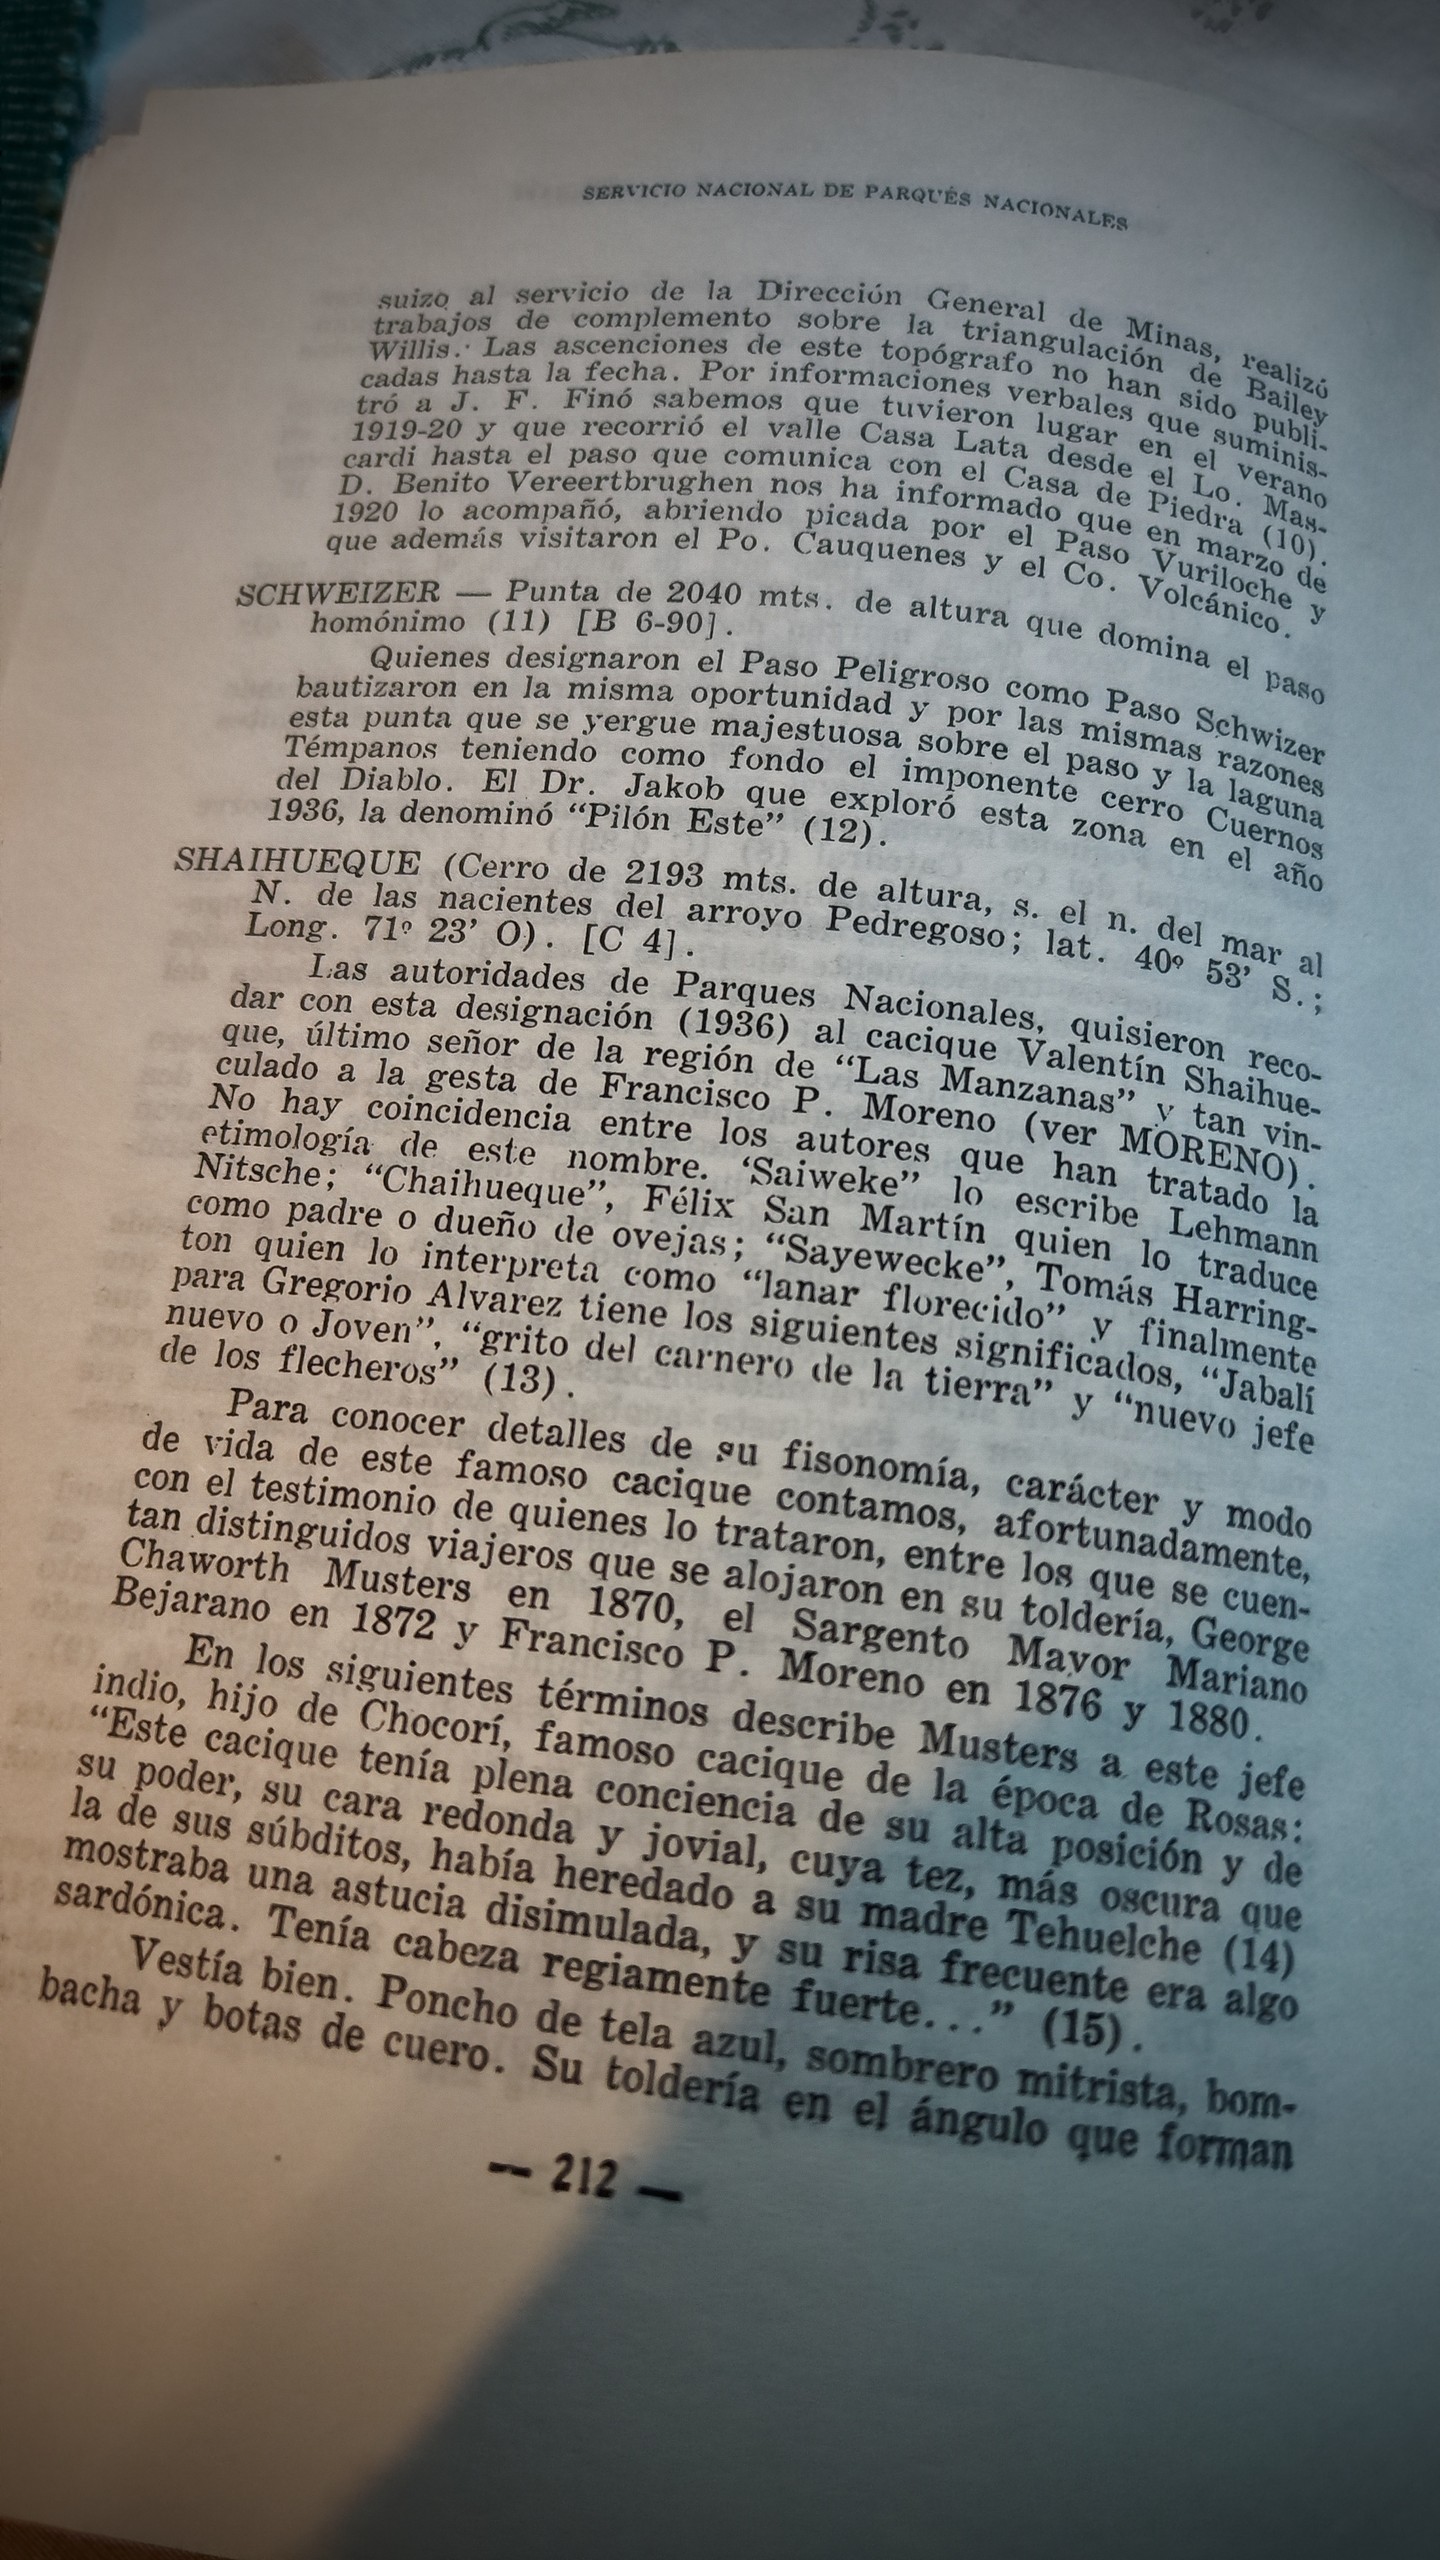 SERVICIO NACIONAL DE PARQUÉS NACIONALES
suizo al servicio de la Dirección General de Minas, realizó
trabajos de complemento sobre la triangulación de Bailey
Willis. Las ascenciones de este topógrafo no han sido publi-
cadas hasta la fecha. Por informaciones verbales que suminis-
tró a J. F. Finó sabemos que tuvieron lugar en el verano
1919-20 y que recorrió el valle Casa Lata desde el Lo. Mas-
cardi hasta el paso que comunica con el Casa de Piedra (10).
D. Benito Vereertbrughen nos ha informado que en marzo de
1920 lo acompañó, abriendo picada por el Paso Vuriloche y
que además visitaron el Po. Cauquenes y el Co. Volcánico.
SCHWEIZER — Punta de 2040 mts. de altura que domina el paso
homónimo (11) [B 6-90].
Quienes designaron el Paso Peligroso como Paso Schwizer
bautizaron en la misma oportunidad y por las mismas razones
esta punta que se yergue majestuosa sobre el paso y la laguna
Témpanos teniendo como fondo el imponente cerro Cuernos
del Diablo. El Dr. Jakob que exploró esta zona en el año
1936, la denominó “Pilón Este” (12).
SHAIHUEQUE (Cerro de 2193 mts. de altura, s. el n. del mar al
N. de las nacientes del arroyo Pedregoso; lat. 40º 53’ S.;
Long. 71º 23’ O). [C 4].
Las autoridades de Parques Nacionales, quisieron reco-
dar con esta designación (1936) al cacique Valentín Shaihue-
que, último señor de la región de “Las Manzanas” y tan vin-
culado a la gesta de Francisco P. Moreno (ver MORENO).
No hay coincidencia entre los autores que han tratado la
etimología de este nombre. ‘Saiweke” lo escribe Lehmann
Nitsche; “Chaihueque”, Félix San Martín quien lo traduce
como padre o dueño de ovejas; “Sayewecke”, Tomás Harring-
ton quien lo interpreta como “lanar florecido” y finalmente
para Gregorio Alvarez tiene los siguientes significados, “Jabalí
nuevo o Joven”, “grito del carnero de la tierra” y “nuevo jefe
de los flecheros” (13).
Para conocer detalles de su fisonomía, carácter y modo
de vida de este famoso cacique contamos, afortunadamente,
con el testimonio de quienes lo trataron, entre los que se cuen-
tan distinguidos viajeros que se alojaron en su toldería, George
Chaworth Musters en 1870, el Sargento Mayor Mariano
Bejarano en 1872 y Francisco P. Moreno en 1876 y 1880.
En los siguientes términos describe Musters a este jefe
indio, hijo de Chocorí, famoso cacique de la época de Rosas:
“Este cacique tenía plena conciencia de su alta posición y de
su poder, su cara redonda y jovial, cuya tez, más oscura que
la de sus súbditos, había heredado a su madre Tehuelche (14)
mostraba una astucia disimulada, y su risa frecuente era algo
sardónica. Tenía cabeza regiamente fuerte...” (15).
Vestía bien. Poncho de tela azul, sombrero mitrista, bom-
bacha y botas de cuero. Su toldería en el ángulo que forman
— 212 —